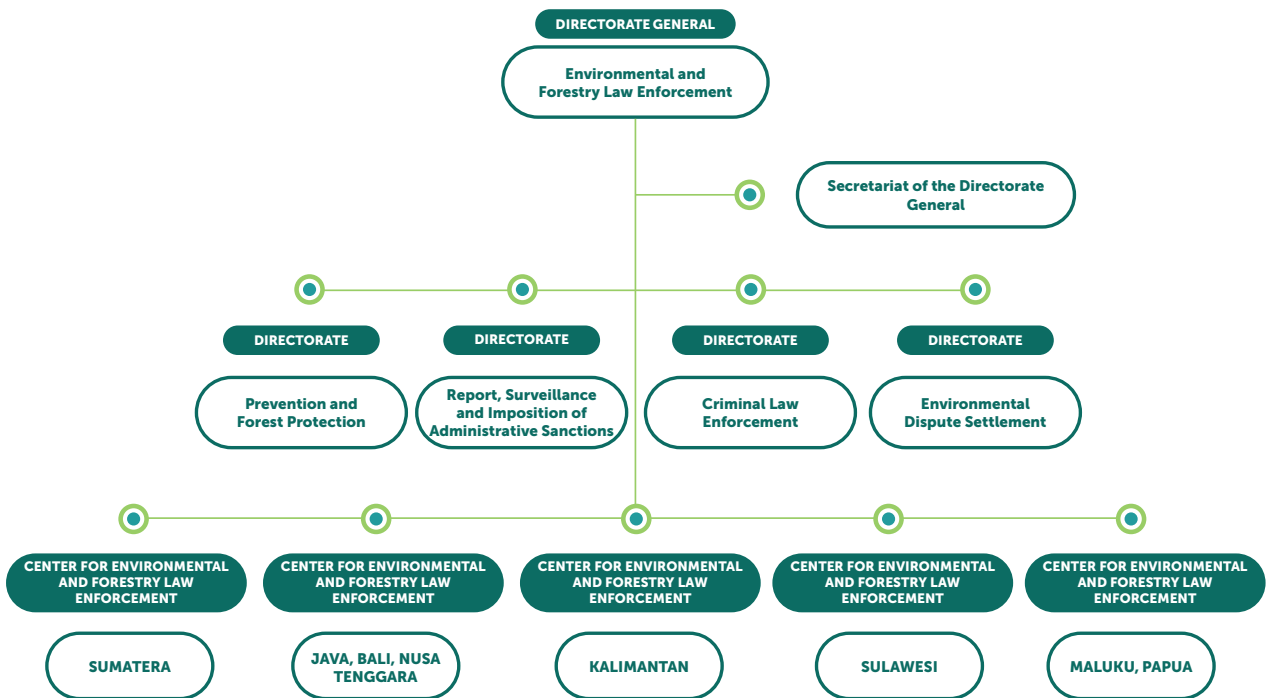 DIRECTORATE GENERAL
Environmental and
Forestry Law Enforcement
Secretariat of the Directorate
General
DIRECTORATE
Prevention and
Forest Protection
DIRECTORATE
Report, Surveillance
and Imposition of
Administrative Sanctions
DIRECTORATE
Criminal Law
Enforcement
DIRECTORATE
Environmental
Dispute Settlement
CENTER FOR ENVIRONMENTAL
AND FORESTRY LAW
ENFORCEMENT
SUMATERA
CENTER FOR ENVIRONMENTAL
AND FORESTRY LAW
ENFORCEMENT
JAVA, BALI, NUSA
TENGGARA
CENTER FOR ENVIRONMENTAL
AND FORESTRY LAW
ENFORCEMENT
KALIMANTAN
CENTER FOR ENVIRONMENTAL
AND FORESTRY LAW
ENFORCEMENT
SULAWESI
CENTER FOR ENVIRONMENTAL
AND FORESTRY LAW
ENFORCEMENT
MALUKU, PAPUA